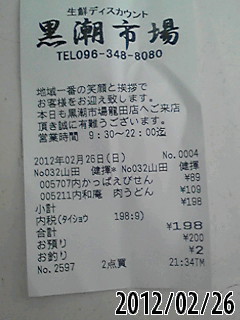 生鮮ディスカウント
黒潮市場
TEL096-348-8080
地域一番の笑顔と挨拶で
お客様をお迎え致します。
本日も黒潮市場龍田店へご来店
頂き誠に有難うございます。
営業時間 9:30~22:00迄
2012年02月26日(日) No.0004
No032山田 健揮* No032山田 健揮
005707内かっぱえびせん ¥89
005211内和庵 肉うどん ¥109
小計 ¥198
内税(タイショウ 198:9)
合計 ¥198
お預り ¥200
お釣り ¥2
No.2597 2点買 21:34TM
2012/02/26